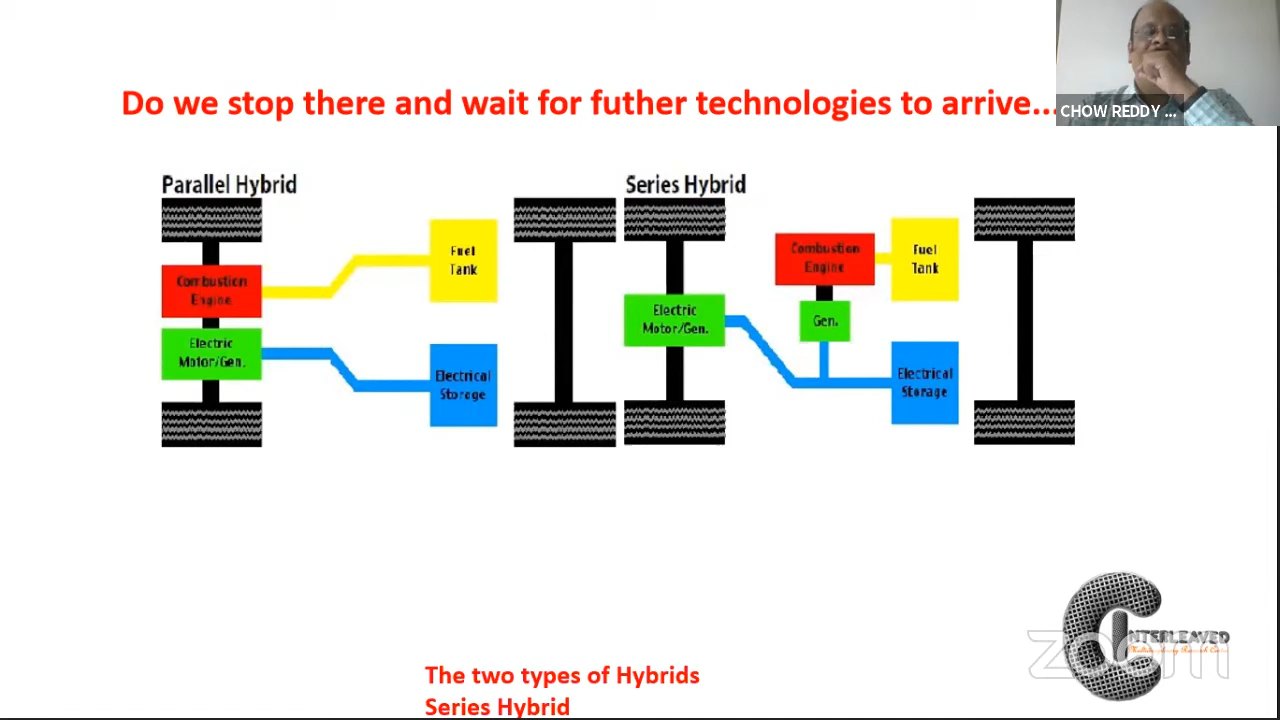 Do we stop there and wait for futher technologies to arrive...
CHOW REDDY ...
Parallel Hybrid
Series Hybrid
Combustion
Engine
Fuel
Tank
Electric
Motor/Gen.
Electrical
Storage
Combustion
Engine
Fuel
Tank
Electric
Motor/Gen.
Gen.
Electrical
Storage
INTERLEAVED
zoom
The two types of Hybrids
Series Hybrid